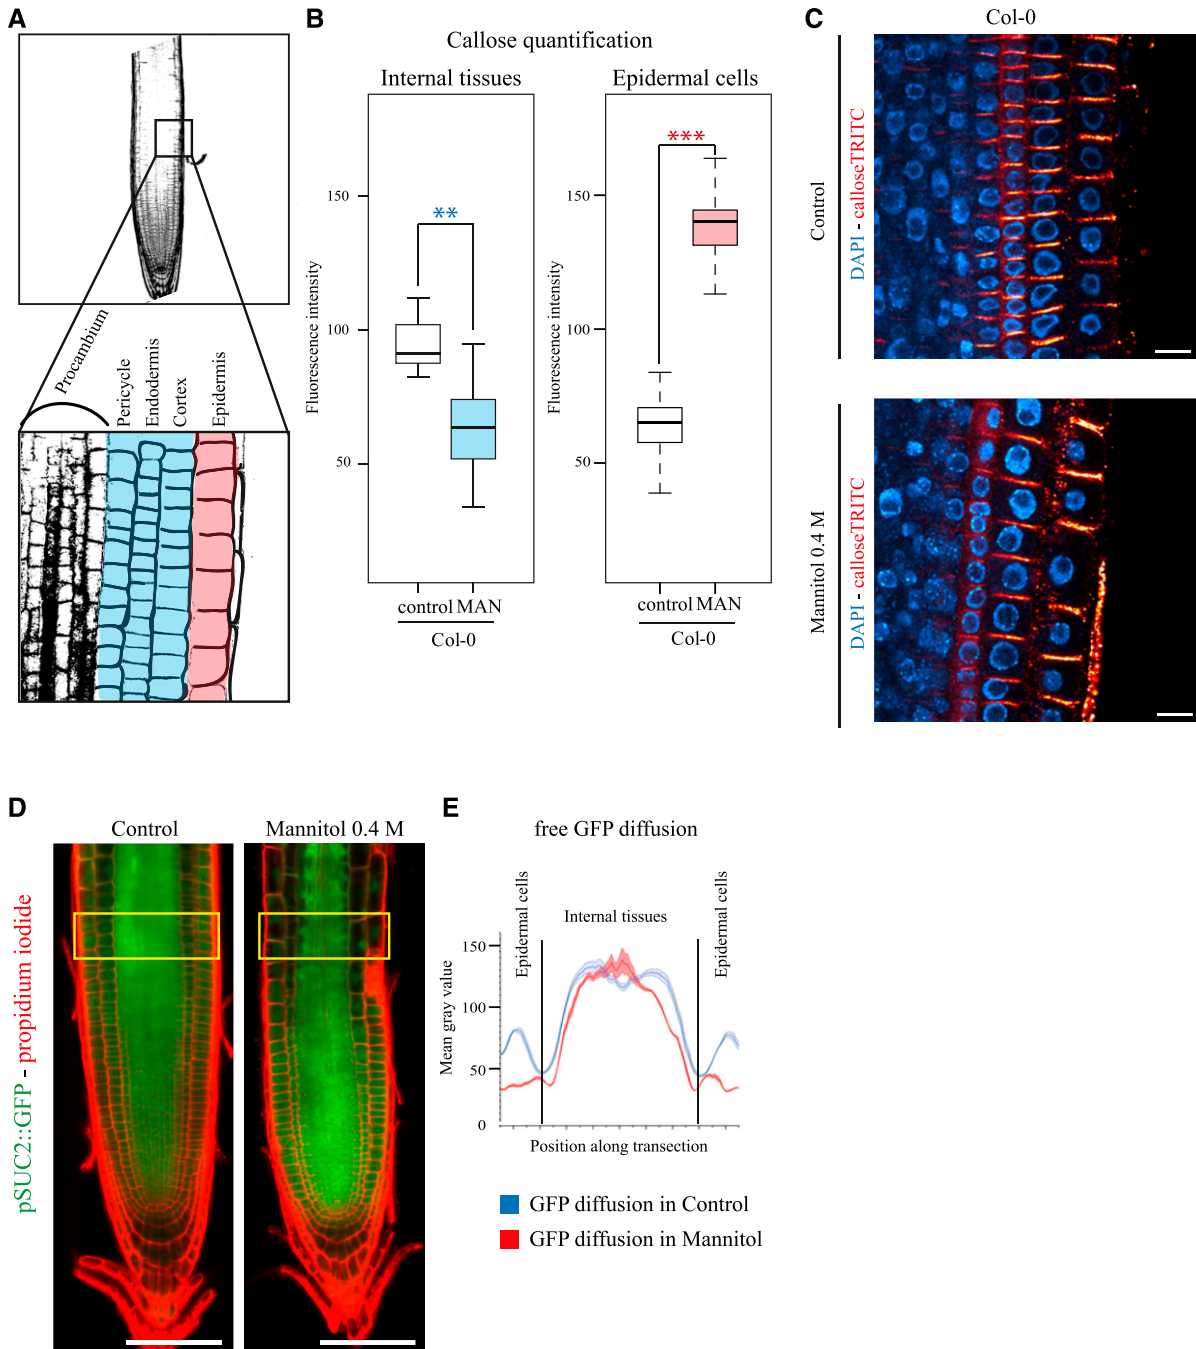 A
Procambium
Pericycle
Endodermis
Cortex
Epidermis
B
Callose quantification
Internal tissues
Epidermal cells
Fluorescence intensity
150
100
50
**
control MAN
Col-0
Fluorescence intensity
150
100
50
***
control MAN
Col-0
C
Col-0
Control
DAPI - calloseTRITC
Mannitol 0.4 M
DAPI - calloseTRITC
D
Control
Mannitol 0.4 M
pSUC2::GFP - propidium iodide
E
free GFP diffusion
Epidermal cells
Internal tissues
Epidermal cells
Mean gray value
150
100
50
0
Position along transection
GFP diffusion in Control
GFP diffusion in Mannitol